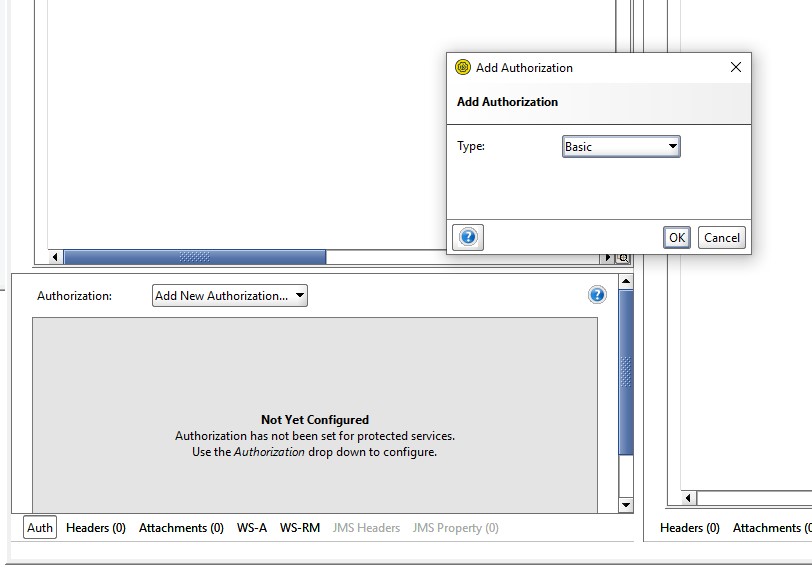 Add Authorization
Add Authorization
Type: Basic
OK Cancel
Authorization: Add New Authorization...
Not Yet Configured
Authorization has not been set for protected services.
Use the Authorization drop down to configure.
Auth Headers (0) Attachments (0) WS-A WS-RM JMS Headers JMS Property (0)
Headers (0) Attachments (0